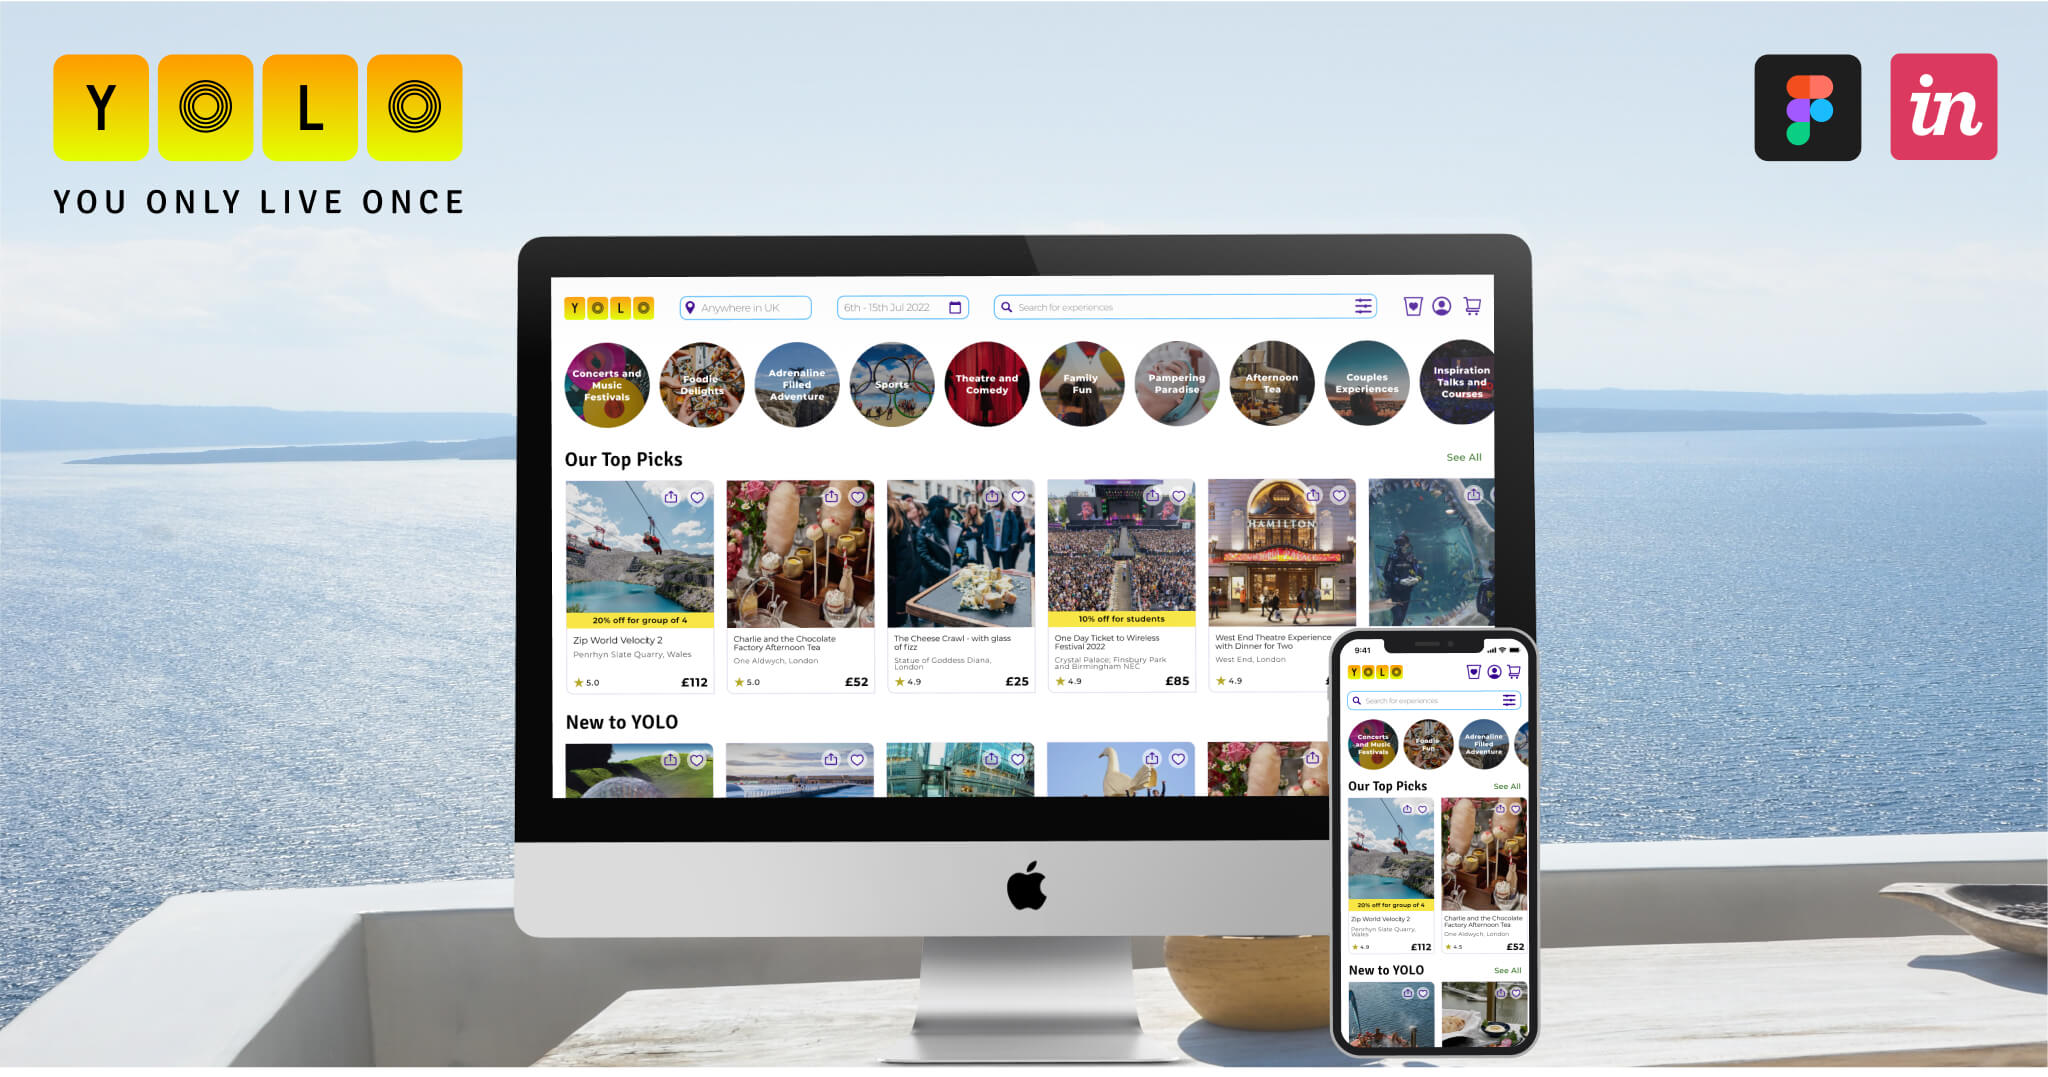 YOLO
YOU ONLY LIVE ONCE
in
YOLO
Anywhere in UK
6th - 15th Jul 2022
Search for experiences
Concerts and
Music
Festivals
Foodie
Delights
Adrenaline
Filled
Adventure
Sports
Theatre and
Comedy
Family
Fun
Pampering
Paradise
Afternoon
Tea
Couples
Experiences
Inspiration
Talks and
Courses
Our Top Picks
See All
20% off for group of 4
Zip World Velocity 2
Penrhyn Slate Quarry, Wales
5.0
£112
Charlie and the Chocolate
Factory Afternoon Tea
One Aldwych, London
5.0
£52
The Cheese Crawl - with glass
of fizz
Statue of Goddess Diana,
London
4.9
£25
10% off for students
One Day Ticket to Wireless
Festival 2022
Crystal Palace; Finsbury Park
and Birmingham NEC
4.9
£85
HAMILTON
West End Theatre Experience
with Dinner for Two
West End, London
4.9
£
New to YOLO
9:41
YOLO
Search for experiences
Concerts
and Music
Festivals
Foodie
Fun
Adrenaline
Filled
Adventure
Our Top Picks
See All
20% off for group of 4
Zip World Velocity 2
Penrhyn Slate Quarry,
Wales
4.9
£112
Charlie and the Chocolate
Factory Afternoon Tea
One Aldwych, London
4.5
£52
New to YOLO
See All